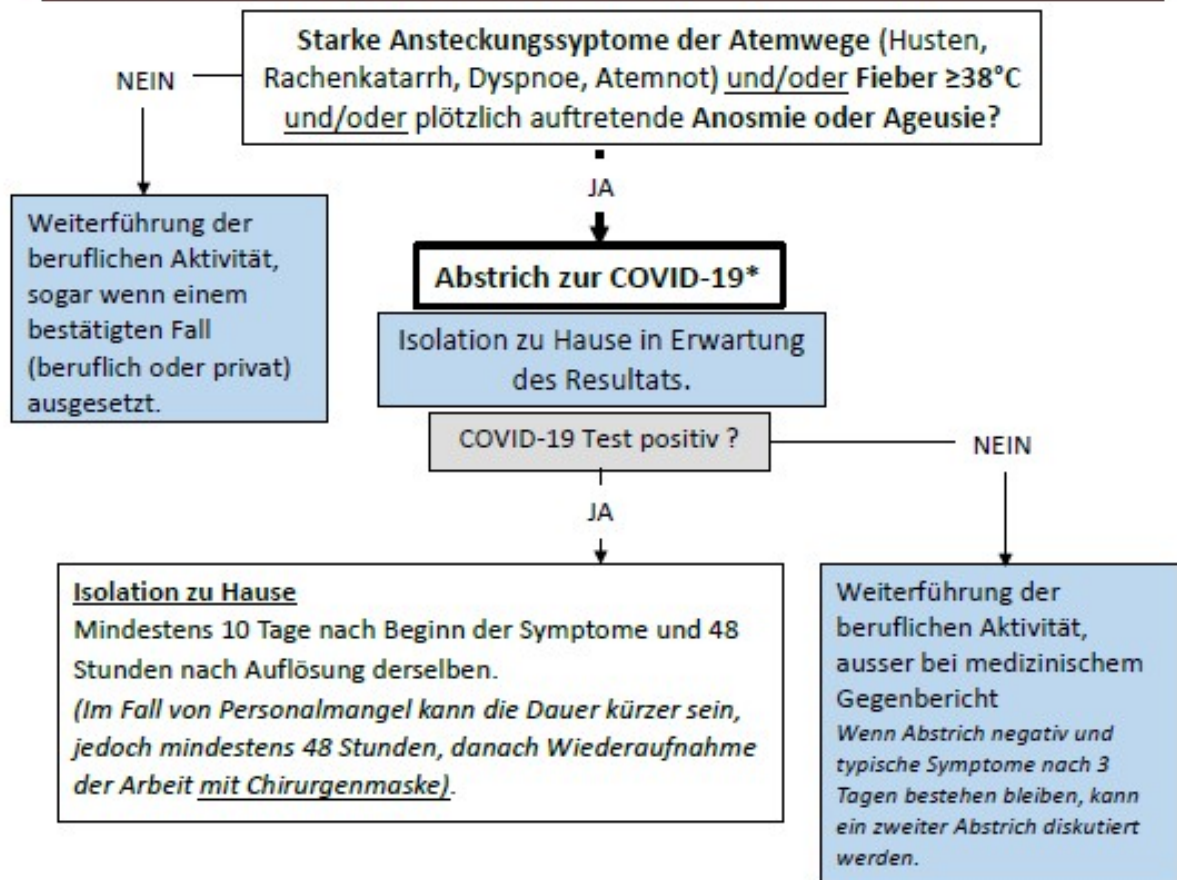 Starke Ansteckungssyptome der Atemwege (Husten,
Rachenkatarrh, Dyspnoe, Atemnot) und/oder Fieber ≥38°C
und/oder plötzlich auftretende Anosmie oder Ageusie?
NEIN
JA
Weiterführung der
beruflichen Aktivität,
sogar wenn einem
bestätigten Fall
(beruflich oder privat)
ausgesetzt.
Abstrich zur COVID-19*
Isolation zu Hause in Erwartung
des Resultats.
COVID-19 Test positiv ?
NEIN
JA
Isolation zu Hause
Mindestens 10 Tage nach Beginn der Symptome und 48
Stunden nach Auflösung derselben.
(Im Fall von Personalmangel kann die Dauer kürzer sein,
jedoch mindestens 48 Stunden, danach Wiederaufnahme
der Arbeit mit Chirurgenmaske).
Weiterführung der
beruflichen Aktivität,
ausser bei medizinischem
Gegenbericht
Wenn Abstrich negativ und
typische Symptome nach 3
Tagen bestehen bleiben, kann
ein zweiter Abstrich diskutiert
werden.